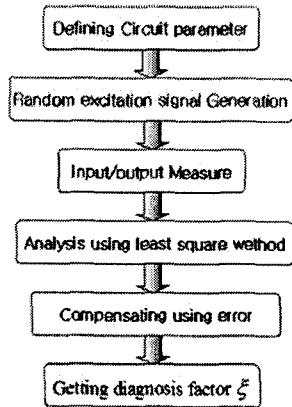 Defining Circuit parameter
Random excitation signal Generation
Input/output Measure
Analysis using least square wethod
Compensating using error
Getting diagnosis factor ξ